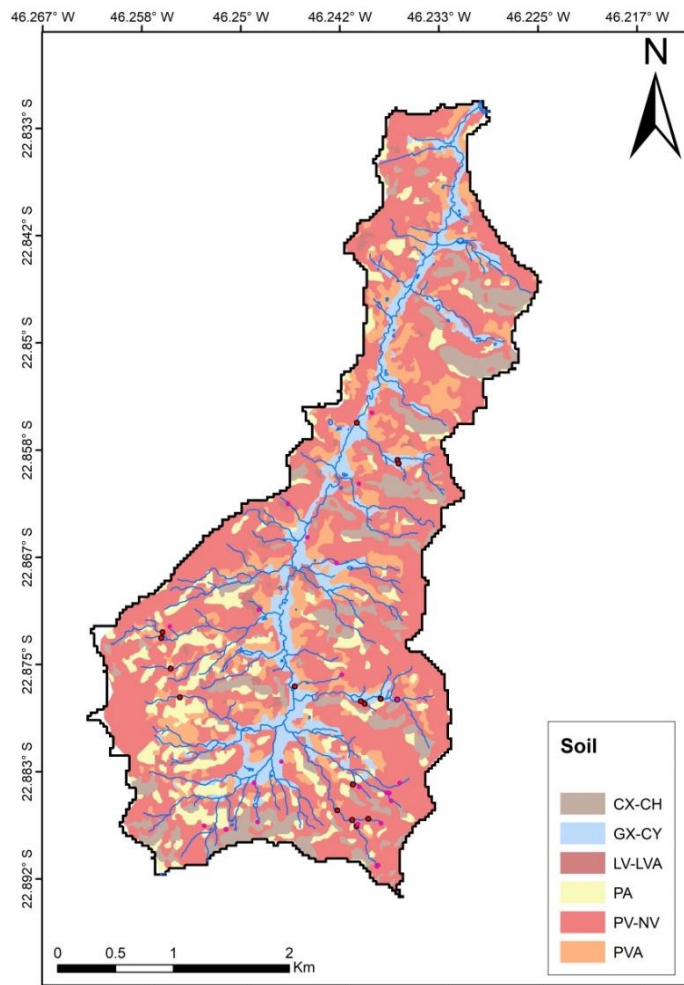 46.267° W 46.258° W 46.25° W 46.242° W 46.233° W 46.225° W 46.217° W
N
22.833° S
22.842° S
22.85° S
22.858° S
22.867° S
22.875° S
22.883° S
22.892° S
Soil
CX-CH
GX-CY
LV-LVA
PA
PV-NV
PVA
0 0.5 1 2
Km